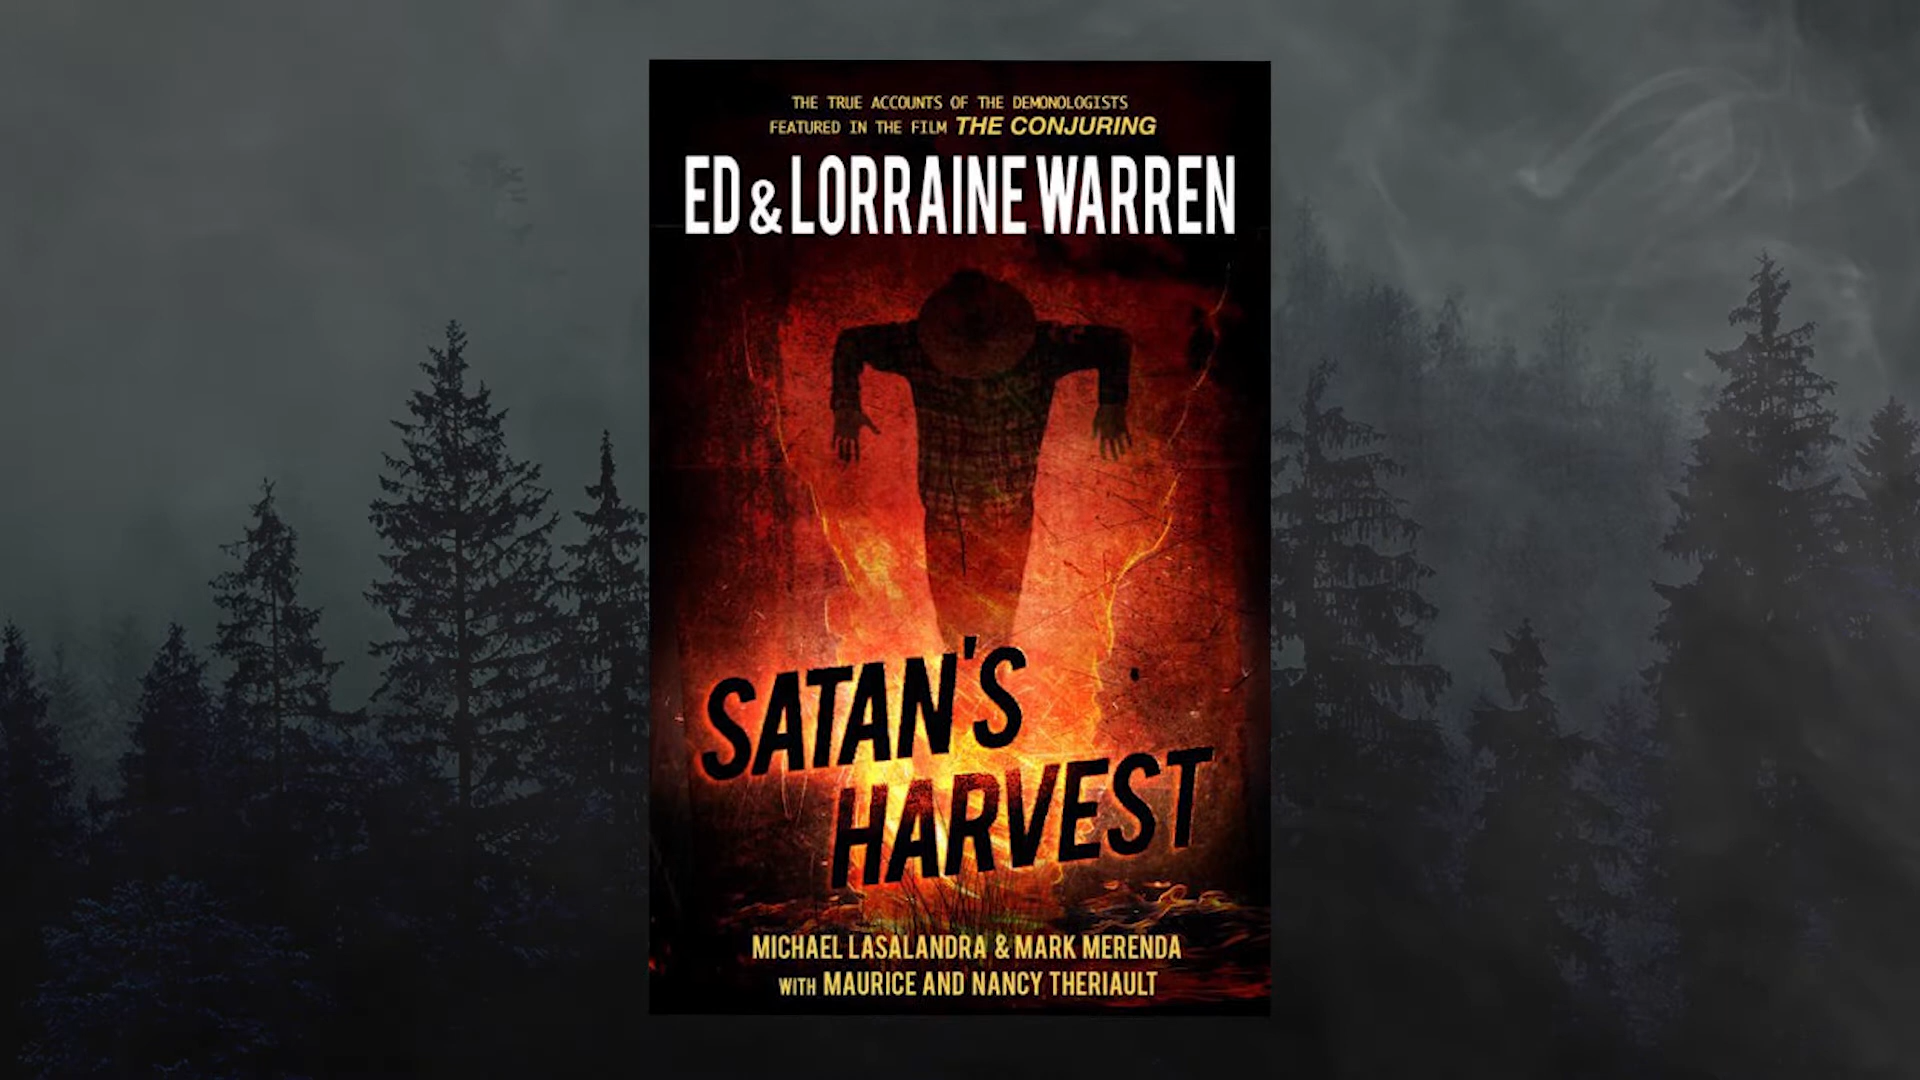 THE TRUE ACCOUNTS OF THE DEMONOLOGISTS
FEATURED IN THE FILM THE CONJURING
ED & LORRAINE WARREN
SATAN'S
HARVEST
MICHAEL LASALANDRA & MARK MERENDA
WITH MAURICE AND NANCY THERIAULT